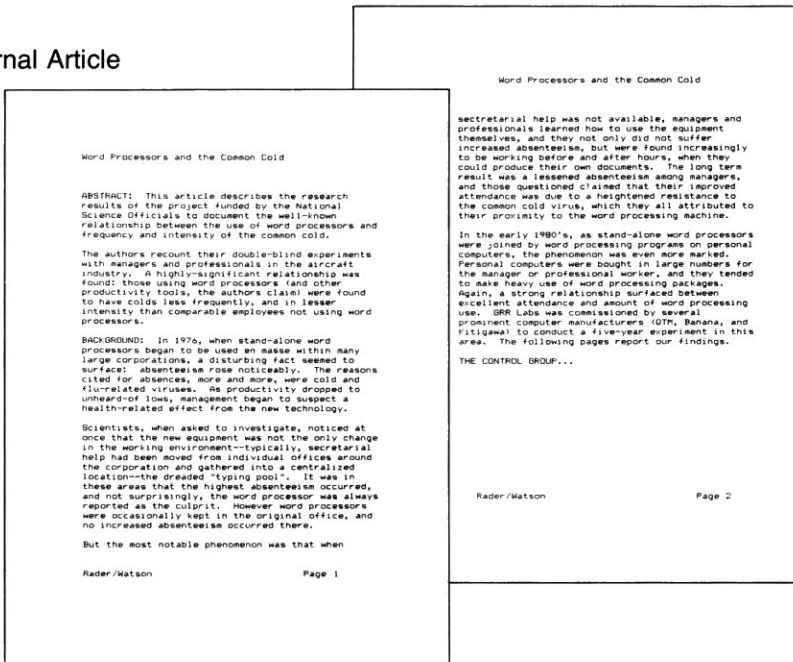 rnal Article
Word Processors and the Common Cold
ABSTRACT:  This article describes the research
results of the project funded by the National
Science Officials to document the well-known
relationship between the use of word processors and
frequency and intensity of the common cold.
The authors recount their double-blind experiments
with managers and professionals in the aircraft
industry.  A highly-significant relationship was
found: those using word processors (and other
productivity tools, the authors claim) were found
to have colds less frequently, and in lesser
intensity than comparable employees not using word
processors.
BACKGROUND:  In 1976, when stand-alone word
processors began to be used en masse within many
large corporations, a disturbing fact seemed to
surface:  absenteeism rose noticeably.  The reasons
cited for absences, more and more, were cold and
flu-related viruses.  As productivity dropped to
unheard-of lows, management began to suspect a
health-related effect from the new technology.
Scientists, when asked to investigate, noticed at
once that the new equipment was not the only change
in the working environment--typically, secretarial
help had been moved from individual offices around
the corporation and gathered into a centralized
location--the dreaded "typing pool".  It was in
these areas that the highest absenteeism occurred,
and not surprisingly, the word processor was always
reported as the culprit.  However word processors
were occasionally kept in the original office, and
no increased absenteeism occurred there.
But the most notable phenomenon was that when
Rader/Watson Page 1
Word Processors and the Common Cold
sectretarial help was not available, managers and
professionals learned how to use the equipment
themselves, and they not only did not suffer
increased absenteeism, but were found increasingly
to be working before and after hours, when they
could produce their own documents.  The long term
result was a lessened absenteeism among managers,
and those questioned claimed that their improved
attendance was due to a heightened resistance to
the common cold virus, which they all attributed to
their proximity to the word processing machine.
In the early 1980's, as stand-alone word processors
were joined by word processing programs on personal
computers, the phenomenon was even more marked.
Personal computers were bought in large numbers for
the manager or professional worker, and they tended
to make heavy use of word processing packages.
Again, a strong relationship surfaced between
excellent attendance and amount of word processing
use.  GRR Labs was commissioned by several
prominent computer manufacturers (QTM, Banana, and
Fitigawa) to conduct a five-year experiment in this
area.  The following pages report our findings.
THE CONTROL GROUP...
Rader/Watson Page 2